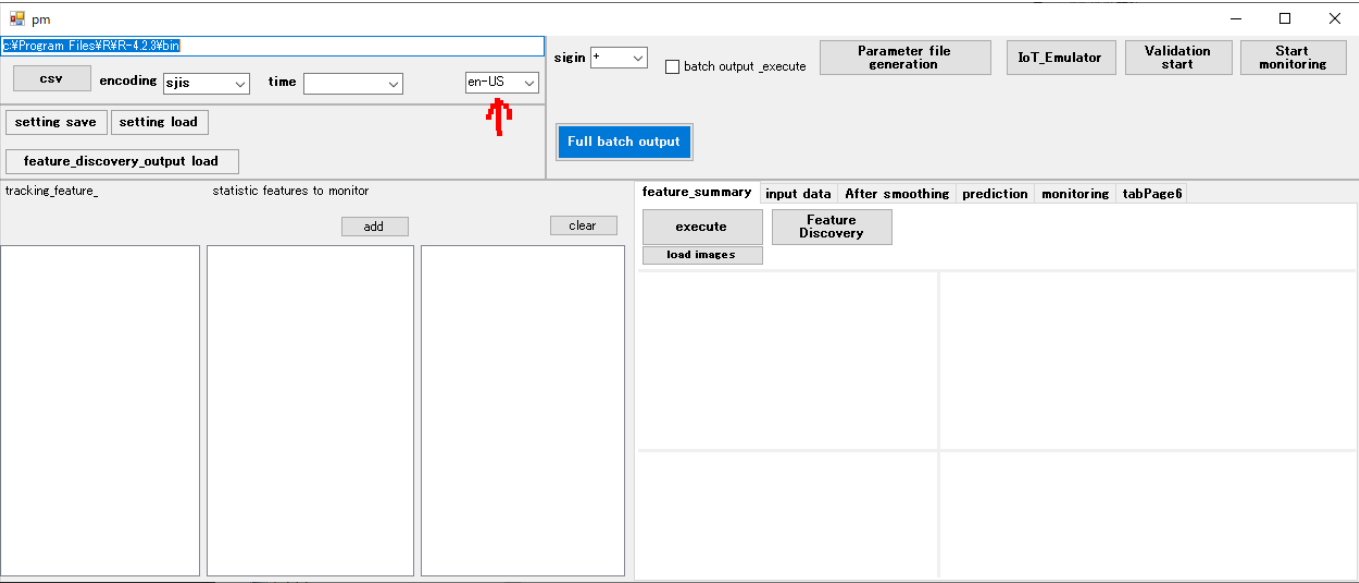 pm
c:¥Program Files¥R¥R-4.2.3¥bin
csv encoding sjis time en-US
setting save setting load
feature_discovery_output load
sigin + batch output _execute
Parameter file
generation
IoT_Emulator
Validation
start
Start
monitoring
Full batch output
tracking_feature_ statistic features to monitor
add clear
feature_summary input data After smoothing prediction monitoring tabPage6
execute
Feature
Discovery
load images